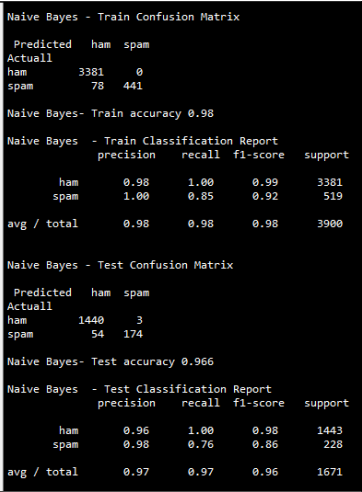 Naive Bayes - Train Confusion Matrix
Predicted ham spam
Actuall
ham 3381 0
spam 78 441
Naive Bayes- Train accuracy 0.98
Naive Bayes - Train Classification Report
precision recall f1-score support
ham 0.98 1.00 0.99 3381
spam 1.00 0.85 0.92 519
avg / total 0.98 0.98 0.98 3900
Naive Bayes - Test Confusion Matrix
Predicted ham spam
Actuall
ham 1440 3
spam 54 174
Naive Bayes- Test accuracy 0.966
Naive Bayes - Test Classification Report
precision recall f1-score support
ham 0.96 1.00 0.98 1443
spam 0.98 0.76 0.86 228
avg / total 0.97 0.97 0.96 1671